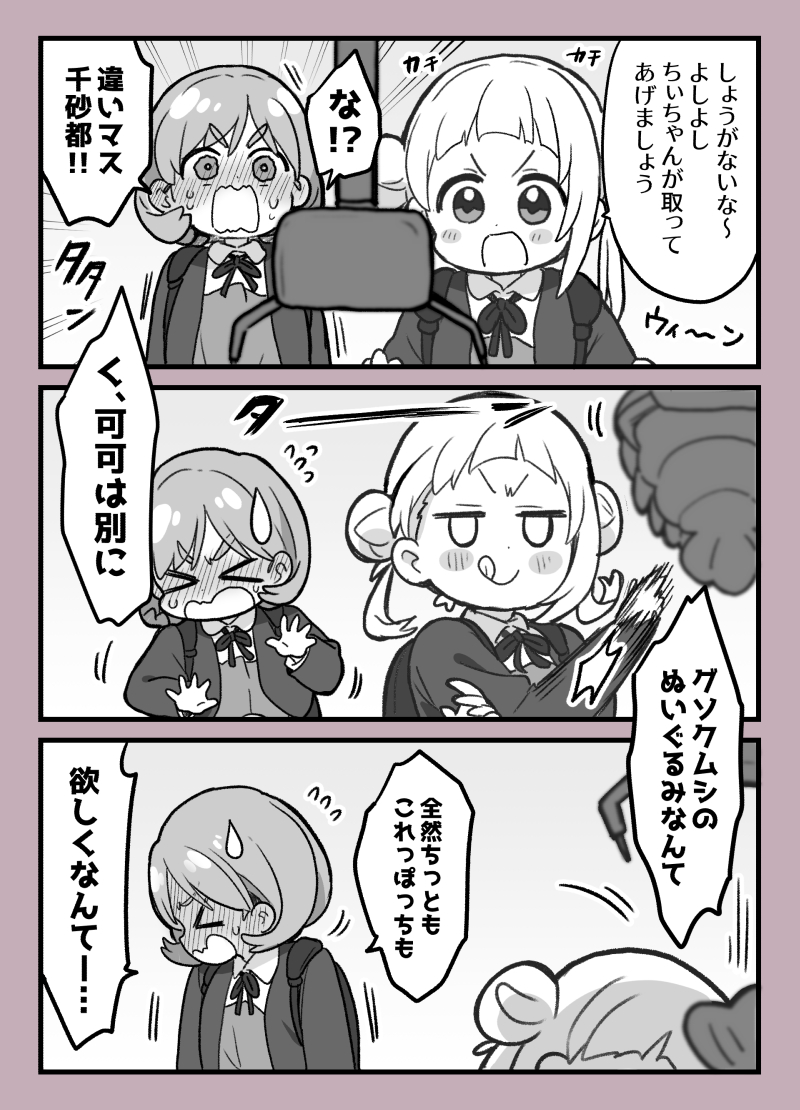 しょうがないな〜
よしよし
ちぃちゃんが取って
あげましょう
カチ
カチ
な!?
違いマス
千砂都!!
タタン
ウィ〜ン
ター
く、可可は別に
グソクムシの
ぬいぐるみなんて
全然ちっとも
これっぽっちも
欲しくなんてー…